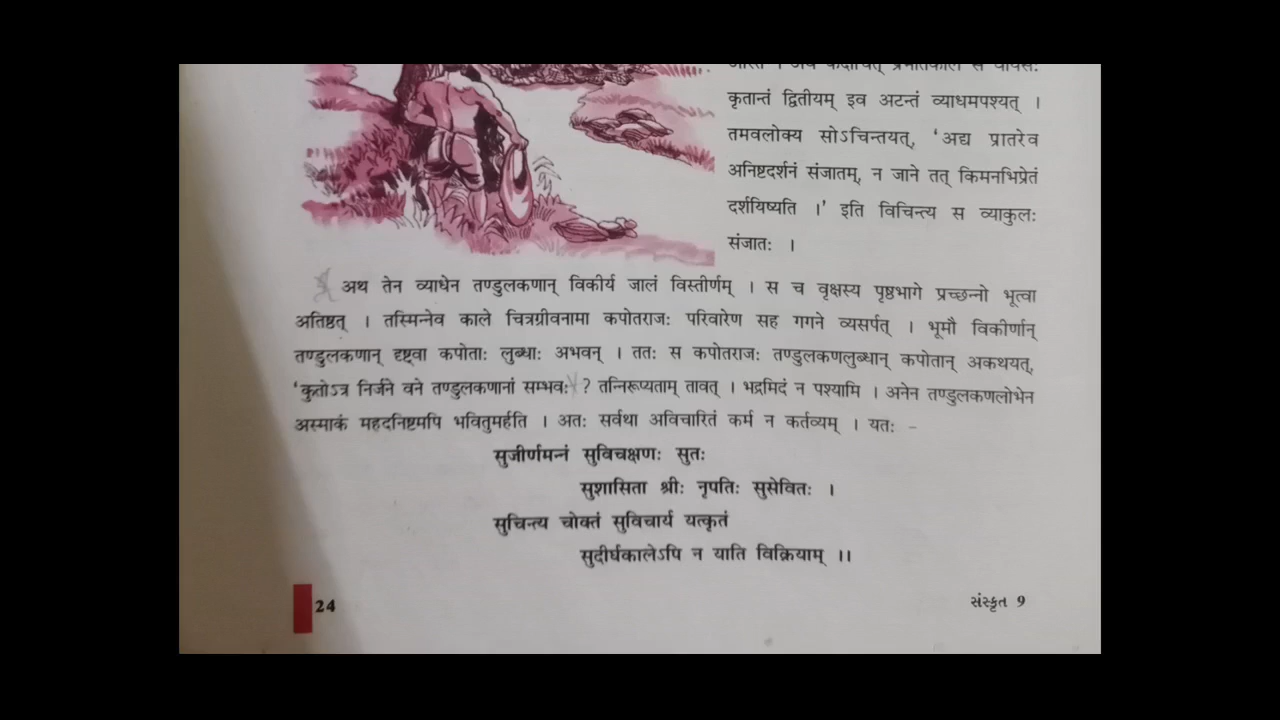 कृतान्तं द्वितीयम् इव अटन्तं व्याधमपश्यत् ।
तमवलोक्य सोऽचिन्तयत्, ‘अद्य प्रातरेव
अनिष्टदर्शनं संजातम्, न जाने तत् किमनभिप्रेतं
दर्शयिष्यति ।’ इति विचिन्त्य स व्याकुलः
संजातः ।
अथ तेन व्याधेन तण्डुलकणान् विकीर्य जालं विस्तीर्णम् । स च वृक्षस्य पृष्ठभागे प्रच्छन्नो भूत्वा
अतिष्ठत् । तस्मिन्नेव काले चित्रग्रीवनामा कपोतराजः परिवारेण सह गगने व्यसर्पत् । भूमौ विकीर्णान्
तण्डुलकणान् दृष्ट्वा कपोताः लुब्धाः अभवन् । ततः स कपोतराजः तण्डुलकणलुब्धान् कपोतान् अकथयत्,
‘कुतोऽत्र निर्जने वने तण्डुलकणानां सम्भवः ? तन्निरूप्यताम् तावत् । भद्रमिदं न पश्यामि । अनेन तण्डुलकणलोभेन
अस्माकं महदनिष्टमपि भवितुमर्हति । अतः सर्वथा अविचारितं कर्म न कर्तव्यम् । यतः –
सुजीर्णमन्नं सुविचक्षणः सुतः
सुशासिता श्रीः नृपतिः सुसेवितः ।
सुचिन्त्य चोक्तं सुविचार्य यत्कृतं
सुदीर्घकालेऽपि न याति विक्रियाम् ।।
24
સંસ્કૃત 9